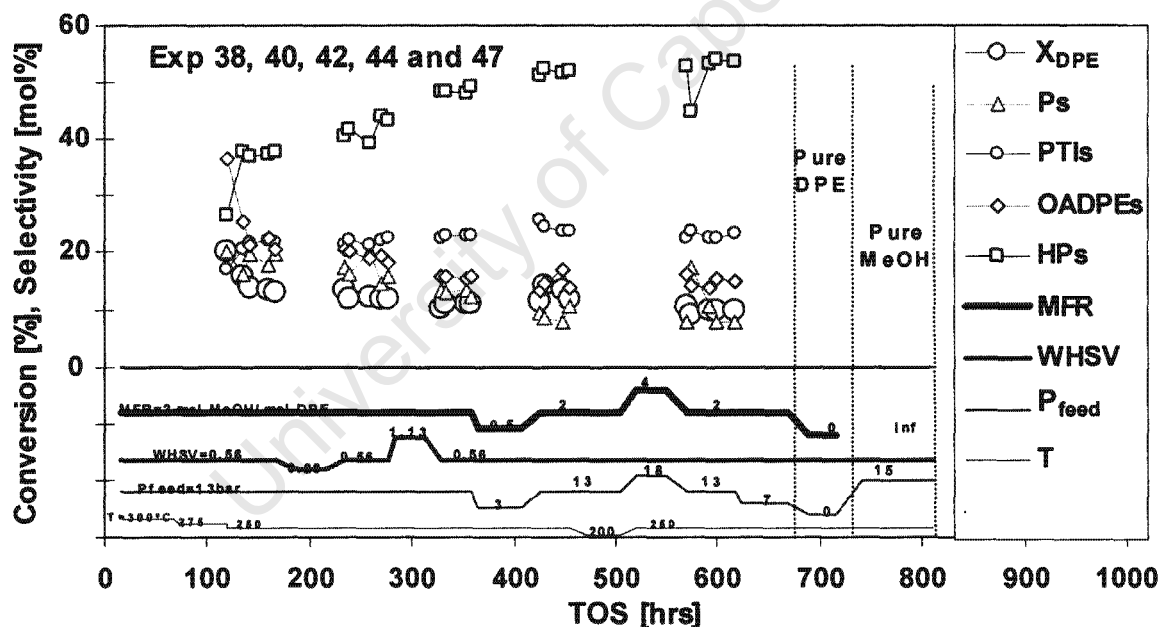 60
Exp 38, 40, 42, 44 and 47
40
20
0
Conversion [%], Selectivity [mol%]
University of Cap
Pure DPE
Pure MeOH
MFR=2 mol MeOH/mol DPE
0.5
2
4
2
0
Inf
WHSV=0.56
0.56
1.13
0.56
Pfeed=13bar
3
13
18
13
7
0
15
T=300°C
275
250
200
250
0 100 200 300 400 500 600 700 800 900 1000
TOS [hrs]
X_DPE
Ps
PTIs
OADPEs
HPs
MFR
WHSV
P_feed
T